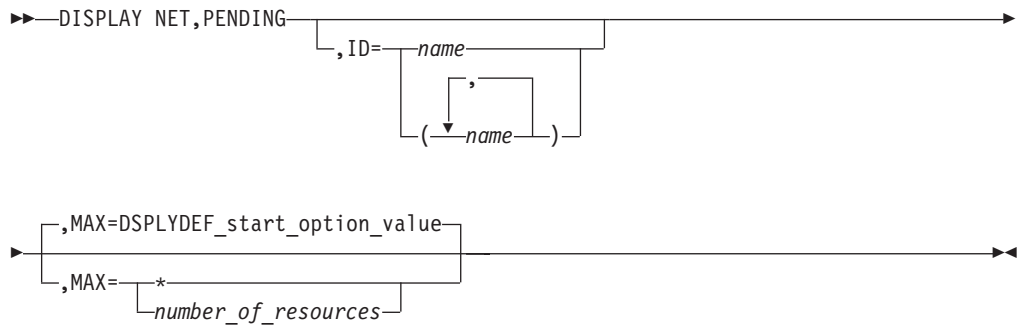 DISPLAY NET,PENDING
,ID= name
,
( name )
,MAX=DSPLYDEF_start_option_value
,MAX= *
number_of_resources